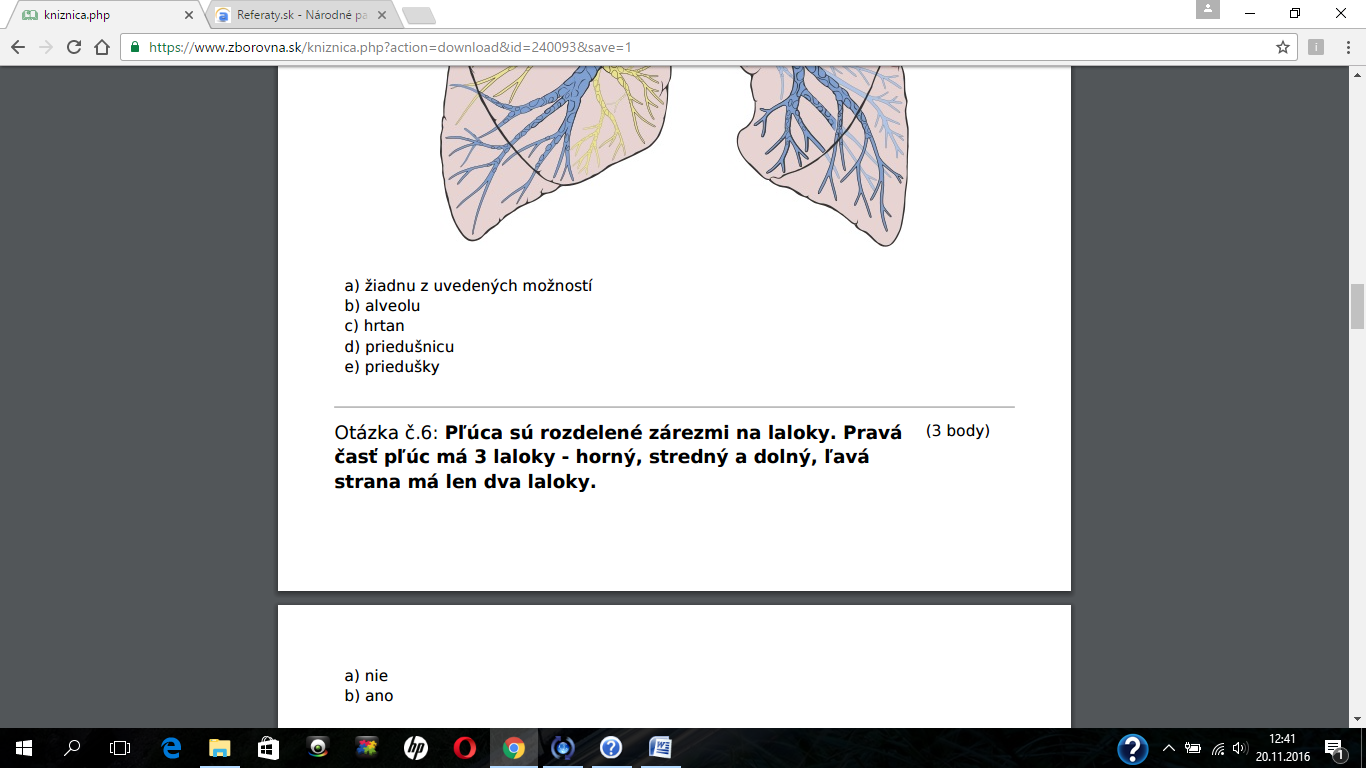 kniznica.php
Referaty.sk - Národné pa
https://www.zborovna.sk/kniznica.php?action=download&id=240093&save=1
a) žiadnu z uvedených možností
b) alveolu
c) hrtan
d) priedušnicu
e) priedušky
Otázka č.6: Pľúca sú rozdelené zárezmi na laloky. Pravá (3 body)
časť pľúc má 3 laloky - horný, stredný a dolný, ľavá
strana má len dva laloky.
a) nie
b) ano
12:41
20.11.2016